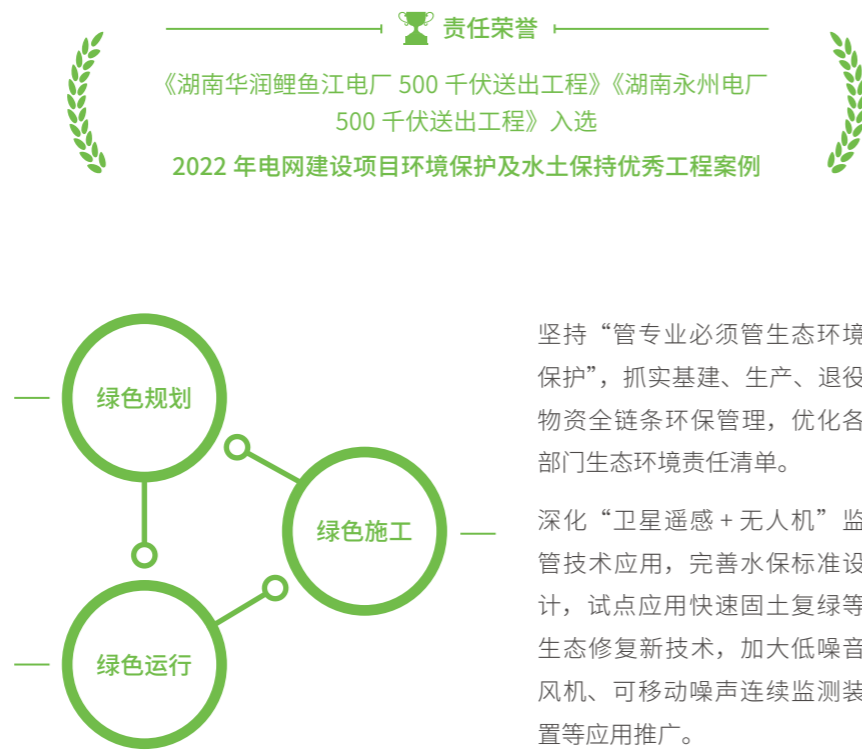 责任荣誉
《湖南华润鲤鱼江电厂 500 千伏送出工程》《湖南永州电厂
500 千伏送出工程》入选
2022 年电网建设项目环境保护及水土保持优秀工程案例
绿色规划
绿色施工
绿色运行
坚持“管专业必须管生态环境
保护”，抓实基建、生产、退役
物资全链条环保管理，优化各
部门生态环境责任清单。
深化“卫星遥感 + 无人机”监
管技术应用，完善水保标准设
计，试点应用快速固土复绿等
生态修复新技术，加大低噪音
风机、可移动噪声连续监测装
置等应用推广。